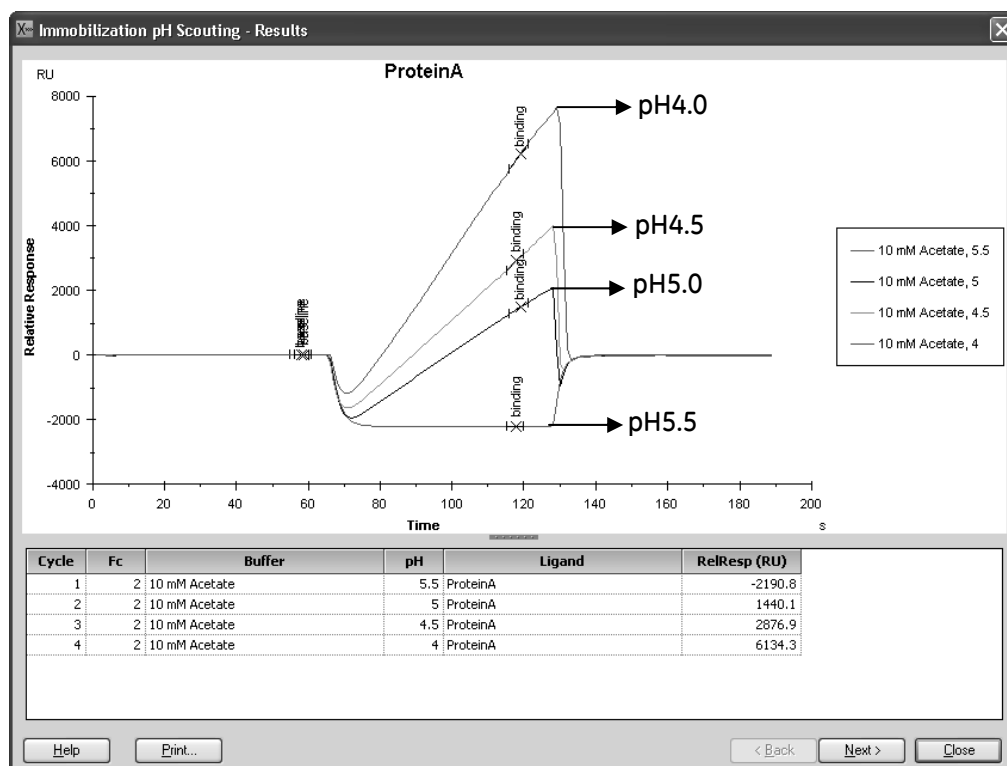 Immobilization pH Scouting - Results
RU
ProteinA
8000
6000
4000
2000
0
-2000
-4000
Relative Response
0 20 40 60 80 100 120 140 160 180 200
Time
s
baseline
binding
binding
binding
binding
pH4.0
pH4.5
pH5.0
pH5.5
10 mM Acetate, 5.5
10 mM Acetate, 5
10 mM Acetate, 4.5
10 mM Acetate, 4
Cycle Fc Buffer pH Ligand RelResp (RU)
1 2 10 mM Acetate 5.5 ProteinA -2190.8
2 2 10 mM Acetate 5 ProteinA 1440.1
3 2 10 mM Acetate 4.5 ProteinA 2876.9
4 2 10 mM Acetate 4 ProteinA 6134.3
Help Print... < Back Next > Close